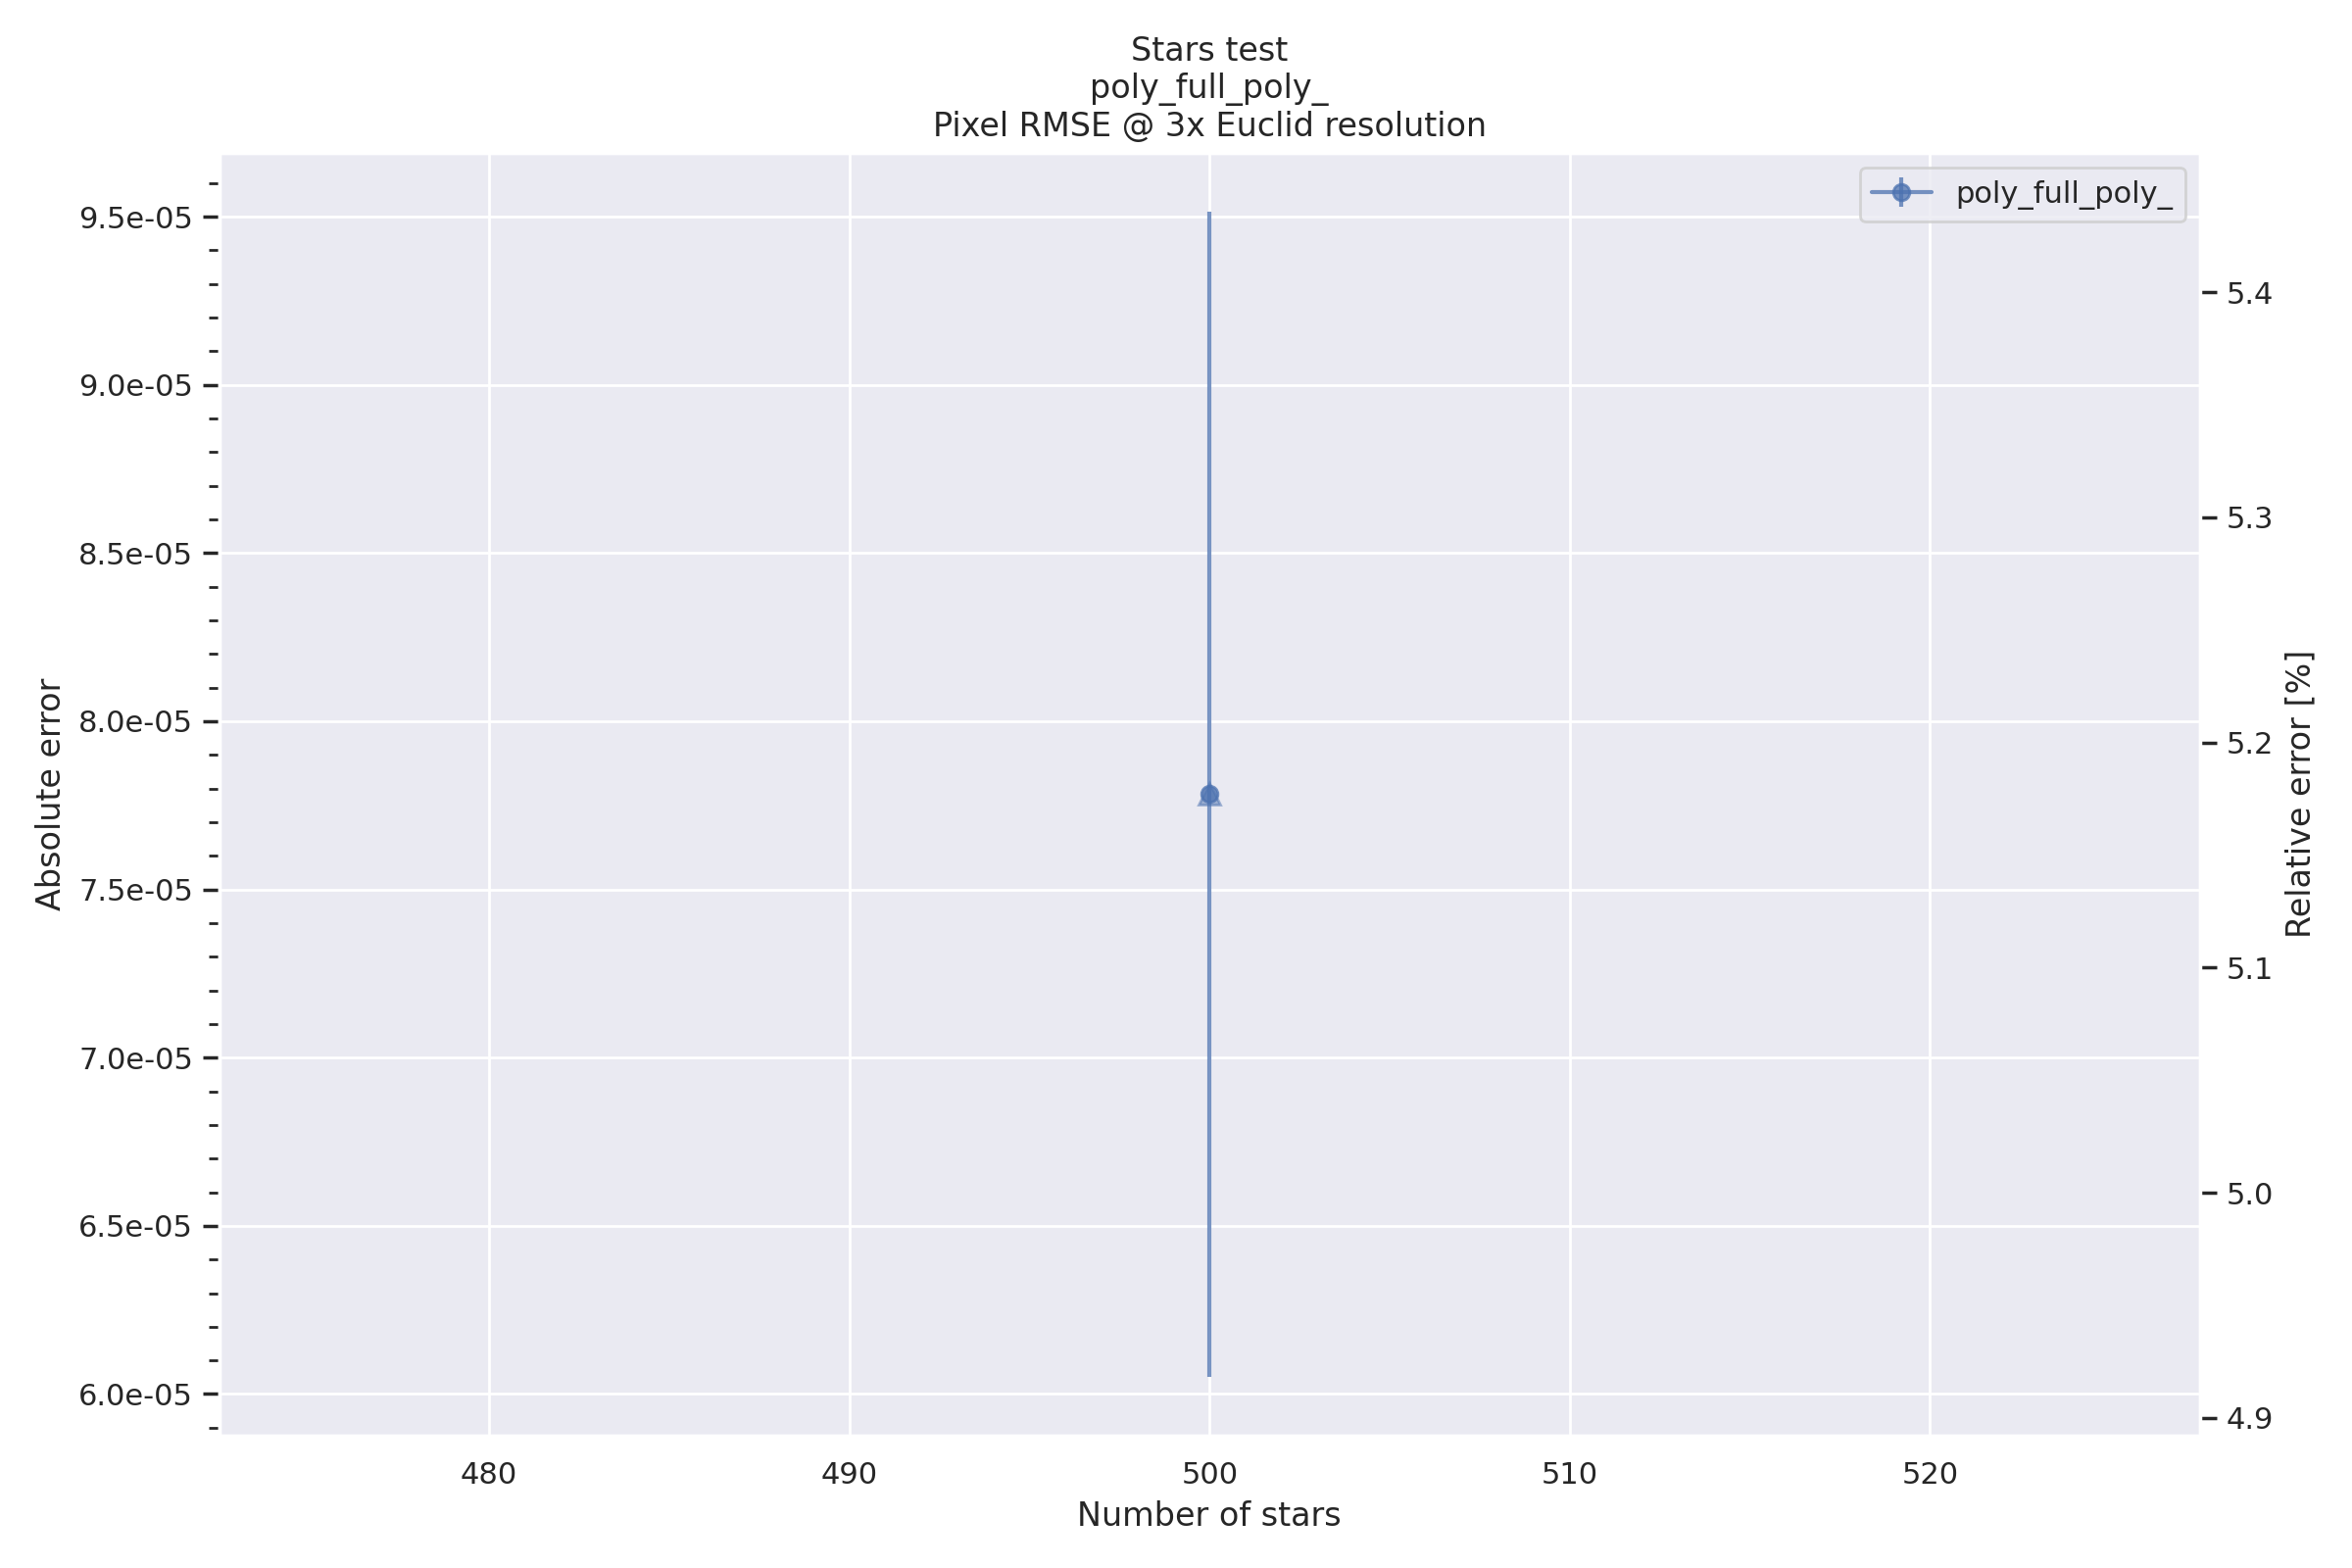 Stars test
poly_full_poly_
Pixel RMSE @ 3x Euclid resolution
poly_full_poly_
9.5e-05
9.0e-05
8.5e-05
8.0e-05
7.5e-05
7.0e-05
6.5e-05
6.0e-05
Absolute error
5.4
5.3
5.2
5.1
5.0
4.9
Relative error [%]
480 490 500 510 520
Number of stars